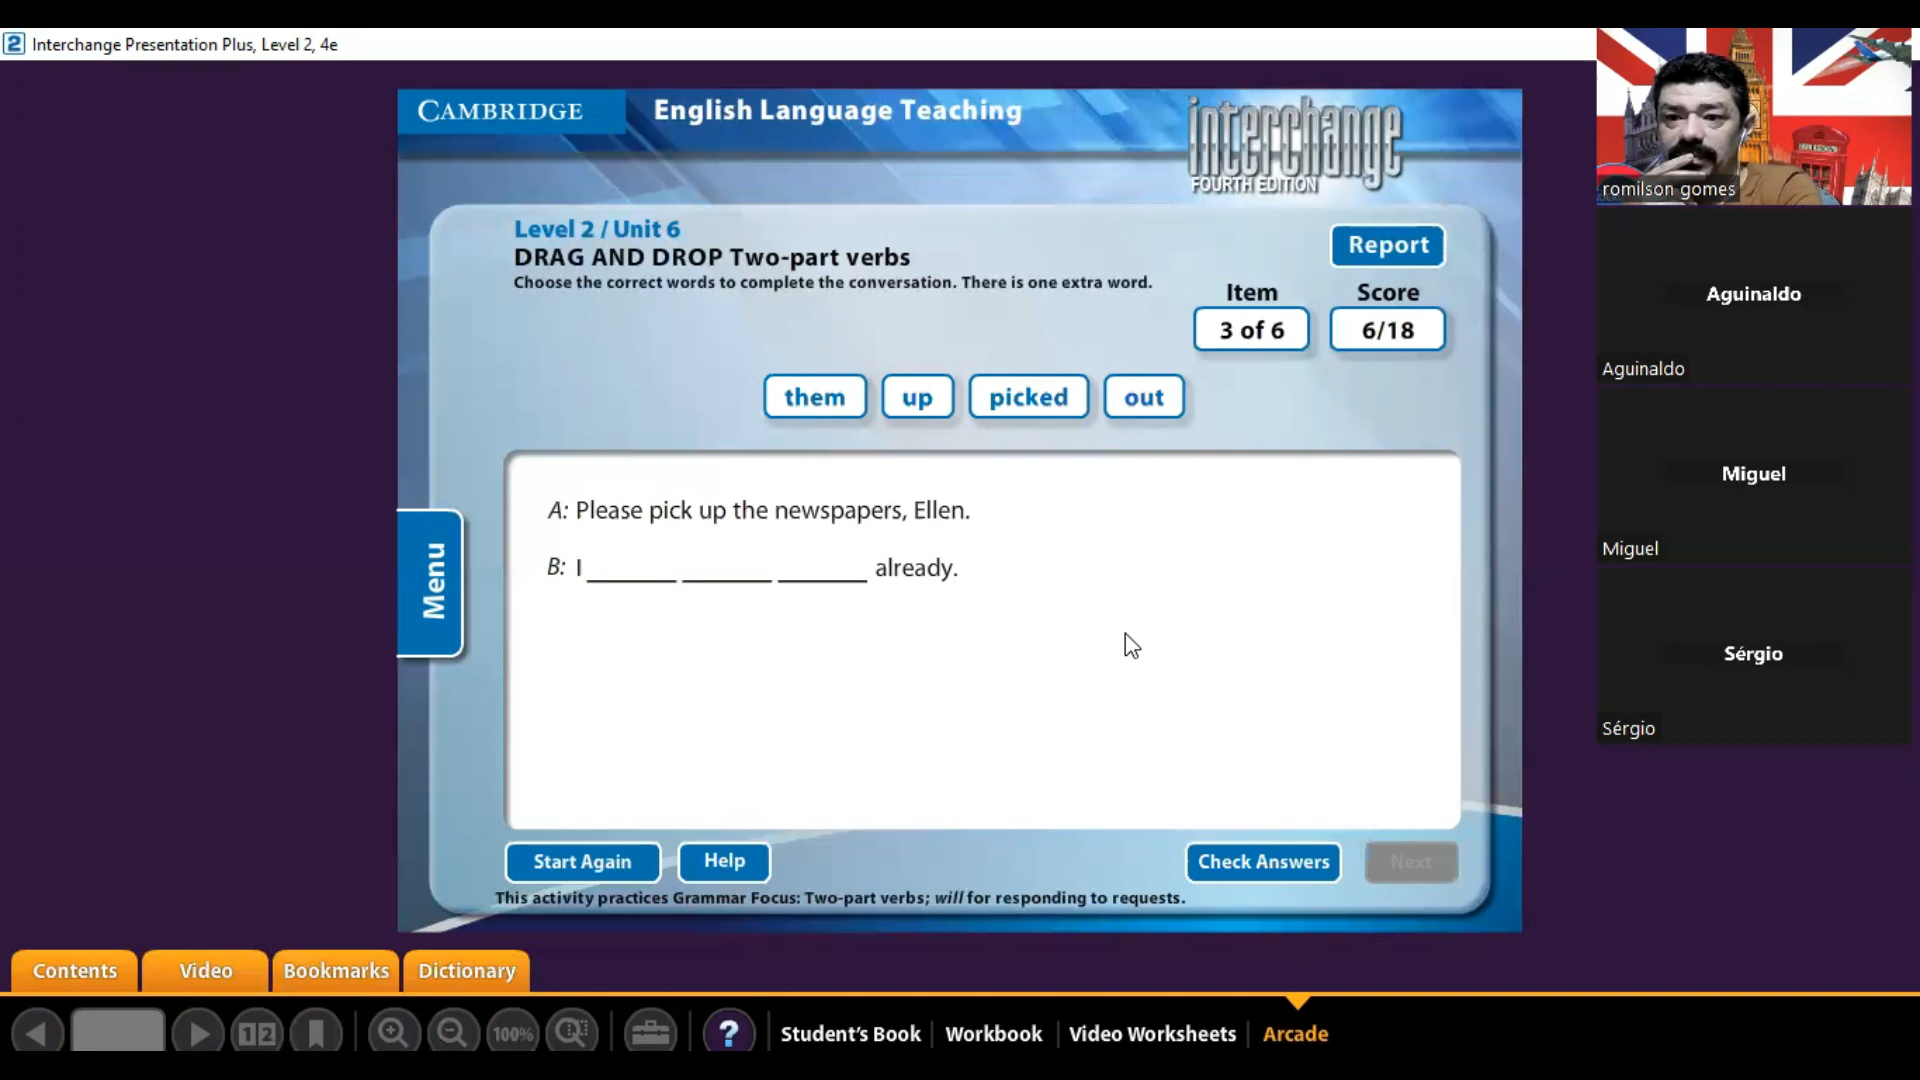 2 Interchange Presentation Plus, Level 2, 4e
CAMBRIDGE English Language Teaching interchange
FOURTH EDITION
romilson gomes
Level 2 / Unit 6
DRAG AND DROP Two-part verbs
Choose the correct words to complete the conversation. There is one extra word.
Report
Item Score
3 of 6 6/18
them up picked out
A: Please pick up the newspapers, Ellen.
B: I _______ _______ _______ already.
Menu
Start Again Help Check Answers Next
This activity practices Grammar Focus: Two-part verbs; will for responding to requests.
Aguinaldo
Aguinaldo
Miguel
Miguel
Sérgio
Sérgio
Contents Video Bookmarks Dictionary
12 100% ? Student's Book Workbook Video Worksheets Arcade